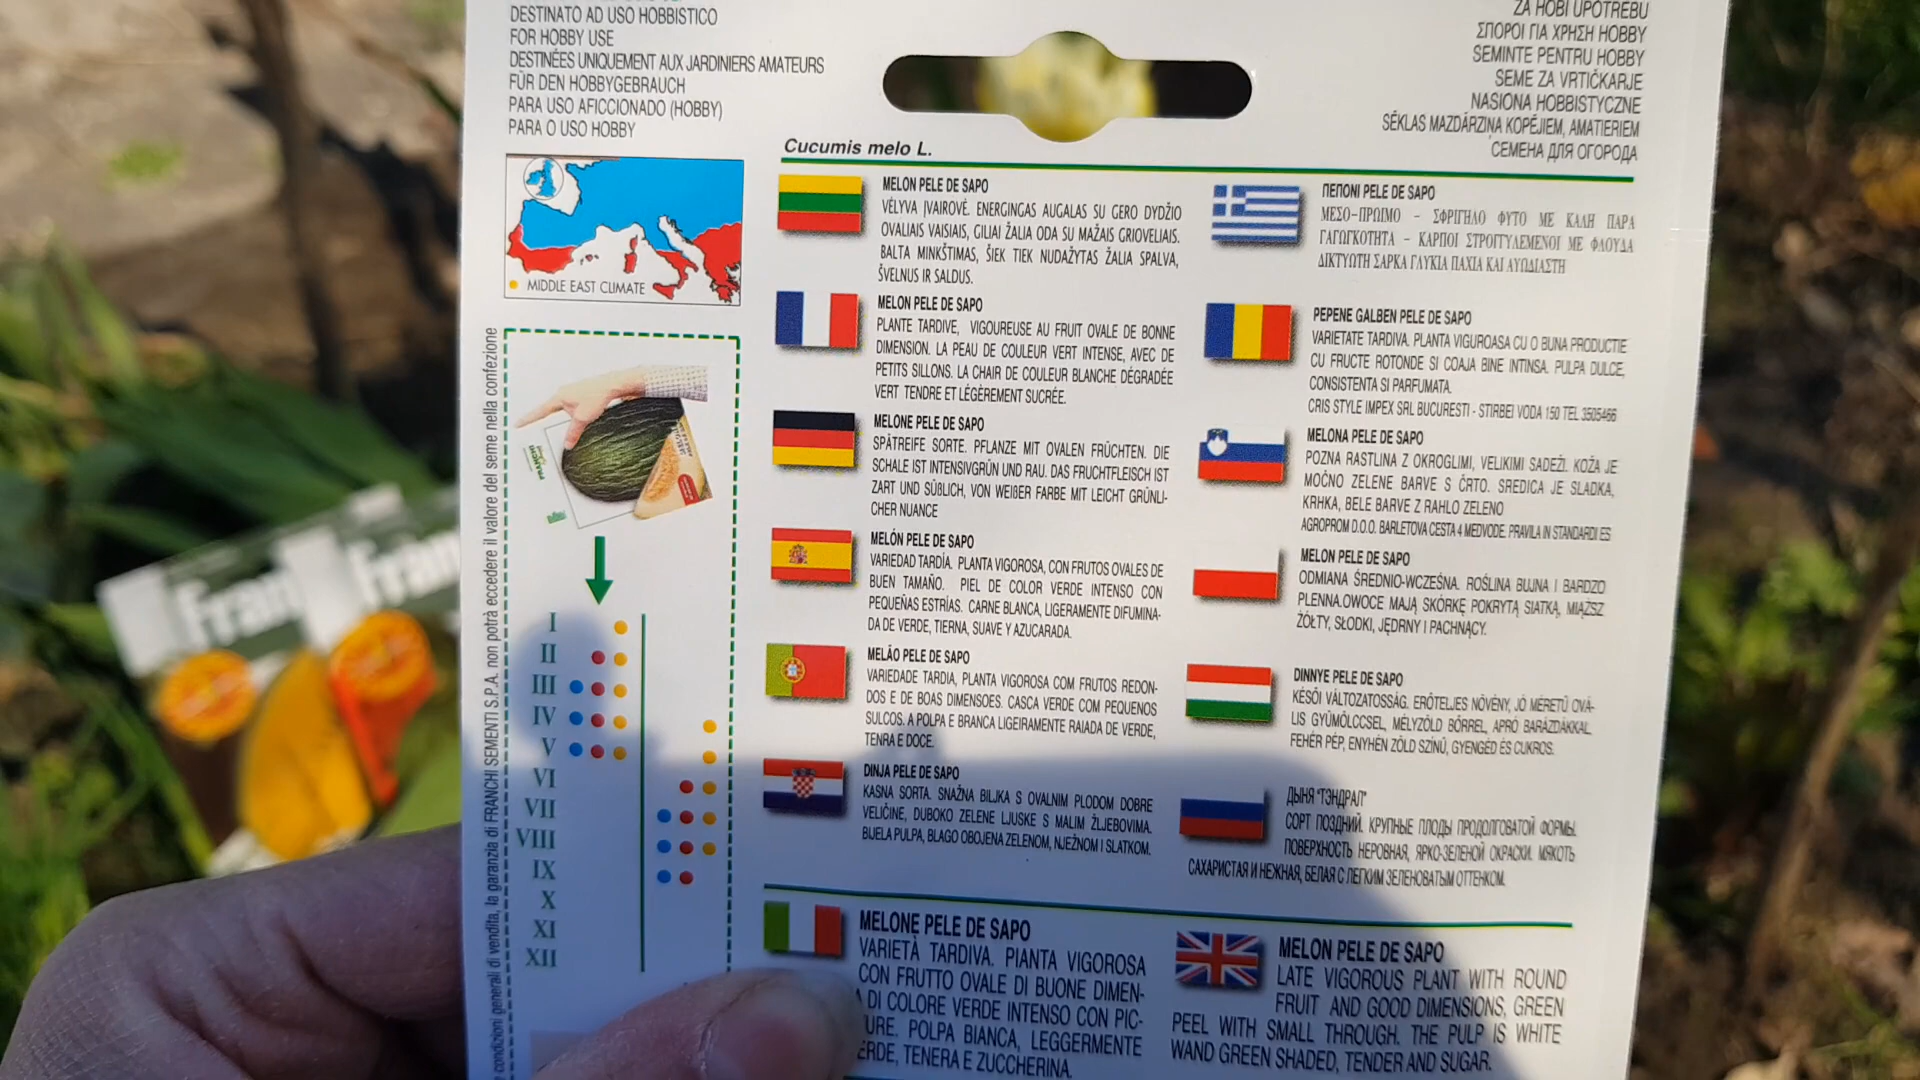 DESTINATO AD USO HOBBISTICO
FOR HOBBY USE
DESTINÉES UNIQUEMENT AUX JARDINIERS AMATEURS
FÜR DEN HOBBYGEBRAUCH
PARA USO AFICCIONADO (HOBBY)
PARA O USO HOBBY
ZA HOBI UPOTREBU
ΣΠΟΡΟΙ ΓΙΑ ΧΡΗΣΗ HOBBY
SEMINTE PENTRU HOBBY
SEME ZA VRTIČKARJE
NASIONA HOBBISTYCZNE
SĒKLAS MAZDĀRZIŅA KOPĒJIEM, AMATIERIEM
СЕМЕНА ДЛЯ ОГОРОДА
MIDDLE EAST CLIMATE
condizioni generali di vendita, la garanzia di FRANCHI SEMENTI S.P.A. non potrà eccedere il valore del seme nella confezione
I
II
III
IV
V
VI
VII
VIII
IX
X
XI
XII
Cucumis melo L.
MELON PELE DE SAPO
VĖLYVA ĮVAIROVĖ. ENERGINGAS AUGALAS SU GERO DYDŽIO
OVALIAIS VAISIAIS, GILIAI ŽALIA ODA SU MAŽAIS GRIOVELIAIS.
BALTA MINKŠTIMAS, ŠIEK TIEK NUDAŽYTAS ŽALIA SPALVA,
ŠVELNUS IR SALDUS.
MELON PELE DE SAPO
PLANTE TARDIVE, VIGOUREUSE AU FRUIT OVALE DE BONNE
DIMENSION. LA PEAU DE COULEUR VERT INTENSE, AVEC DE
PETITS SILLONS. LA CHAIR DE COULEUR BLANCHE DÉGRADÉE
VERT TENDRE ET LÉGÈREMENT SUCRÉE.
MELONE PELE DE SAPO
SPÄTREIFE SORTE. PFLANZE MIT OVALEN FRÜCHTEN. DIE
SCHALE IST INTENSIVGRÜN UND RAU. DAS FRUCHTFLEISCH IST
ZART UND SÜßLICH, VON WEIßER FARBE MIT LEICHT GRÜNLI-
CHER NUANCE
MELÓN PELE DE SAPO
VARIEDAD TARDÍA. PLANTA VIGOROSA, CON FRUTOS OVALES DE
BUEN TAMAÑO. PIEL DE COLOR VERDE INTENSO CON
PEQUEÑAS ESTRÍAS. CARNE BLANCA, LIGERAMENTE DIFUMINA-
DA DE VERDE, TIERNA, SUAVE Y AZUCARADA.
MELÃO PELE DE SAPO
VARIEDADE TARDIA, PLANTA VIGOROSA COM FRUTOS REDON-
DOS E DE BOAS DIMENSOES. CASCA VERDE COM PEQUENOS
SULCOS. A POLPA E BRANCA LIGEIRAMENTE RAIADA DE VERDE,
TENRA E DOCE.
DINJA PELE DE SAPO
KASNA SORTA. SNAŽNA BILJKA S OVALNIM PLODOM DOBRE
VELIČINE, DUBOKO ZELENE LJUSKE S MALIM ŽLJEBOVIMA.
BIJELA PULPA, BLAGO OBOJENA ZELENOM, NJEŽNOM I SLATKOM.
ΠΕΠΟΝΙ PELE DE SAPO
ΜΕΣΟ-ΠΡΩΙΜΟ – ΣΦΡΙΓΗΛΟ ΦΥΤΟ ΜΕ ΚΑΛΗ ΠΑΡΑ
ΓΑΓΩΓΚΟΤΗΤΑ – ΚΑΡΠΟΙ ΣΤΡΟΓΓΥΛΕΜΕΝΟΙ ΜΕ ΦΛΟΥΔΑ
ΔΙΚΤΥΩΤΗ ΣΑΡΚΑ ΓΛΥΚΙΑ ΠΑΧΙΑ ΚΑΙ ΑΥΩΔΙΑΣΤΗ
PEPENE GALBEN PELE DE SAPO
VARIETATE TARDIVA. PLANTA VIGUROASA CU O BUNA PRODUCTIE
CU FRUCTE ROTONDE SI COAJA BINE INTINSA. PULPA DULCE,
CONSISTENTA SI PARFUMATA.
CRIS STYLE IMPEX SRL BUCURESTI - STIRBEI VODA 150 TEL 3505466
MELONA PELE DE SAPO
POZNA RASTLINA Z OKROGLIMI, VELIKIMI SADEŽI. KOŽA JE
MOČNO ZELENE BARVE S ČRTO. SREDICA JE SLADKA,
KRHKA, BELE BARVE Z RAHLO ZELENO
AGROPROM D.O.O. BARLETOVA CESTA 4 MEDVODE. PRAVILA IN STANDARDI ES
MELON PELE DE SAPO
ODMIANA ŚREDNIO-WCZEŚNA. ROŚLINA BUJNA I BARDZO
PLENNA.OWOCE MAJĄ SKÓRKĘ POKRYTĄ SIATKĄ, MIĄŻSZ
ŻÓŁTY, SŁODKI, JĘDRNY I PACHNĄCY.
DINNYE PELE DE SAPO
KÉSŐI VÁLTOZATOSSÁG. ERŐTELJES NÖVÉNY, JÓ MÉRETŰ OVÁ-
LIS GYÜMÖLCCSEL, MÉLYZÖLD BŐRREL, APRÓ BARÁZDÁKKAL.
FEHÉR PÉP, ENYHÉN ZÖLD SZÍNŰ, GYENGÉD ÉS CUKROS.
ДЫНЯ "ТЭНДРАЛ"
СОРТ ПОЗДНИЙ. КРУПНЫЕ ПЛОДЫ ПРОДОЛГОВАТОЙ ФОРМЫ.
ПОВЕРХНОСТЬ НЕРОВНАЯ, ЯРКО-ЗЕЛЕНОЙ ОКРАСКИ. МЯКОТЬ
САХАРИСТАЯ И НЕЖНАЯ, БЕЛАЯ С ЛЕГКИМ ЗЕЛЕНОВАТЫМ ОТТЕНКОМ.
MELONE PELE DE SAPO
VARIETÀ TARDIVA. PIANTA VIGOROSA
CON FRUTTO OVALE DI BUONE DIMEN-
DI COLORE VERDE INTENSO CON PIC-
URE. POLPA BIANCA, LEGGERMENTE
ERDE, TENERA E ZUCCHERINA.
MELON PELE DE SAPO
LATE VIGOROUS PLANT WITH ROUND
FRUIT AND GOOD DIMENSIONS, GREEN
PEEL WITH SMALL THROUGH. THE PULP IS WHITE
WAND GREEN SHADED, TENDER AND SUGAR.
Fran
Fran